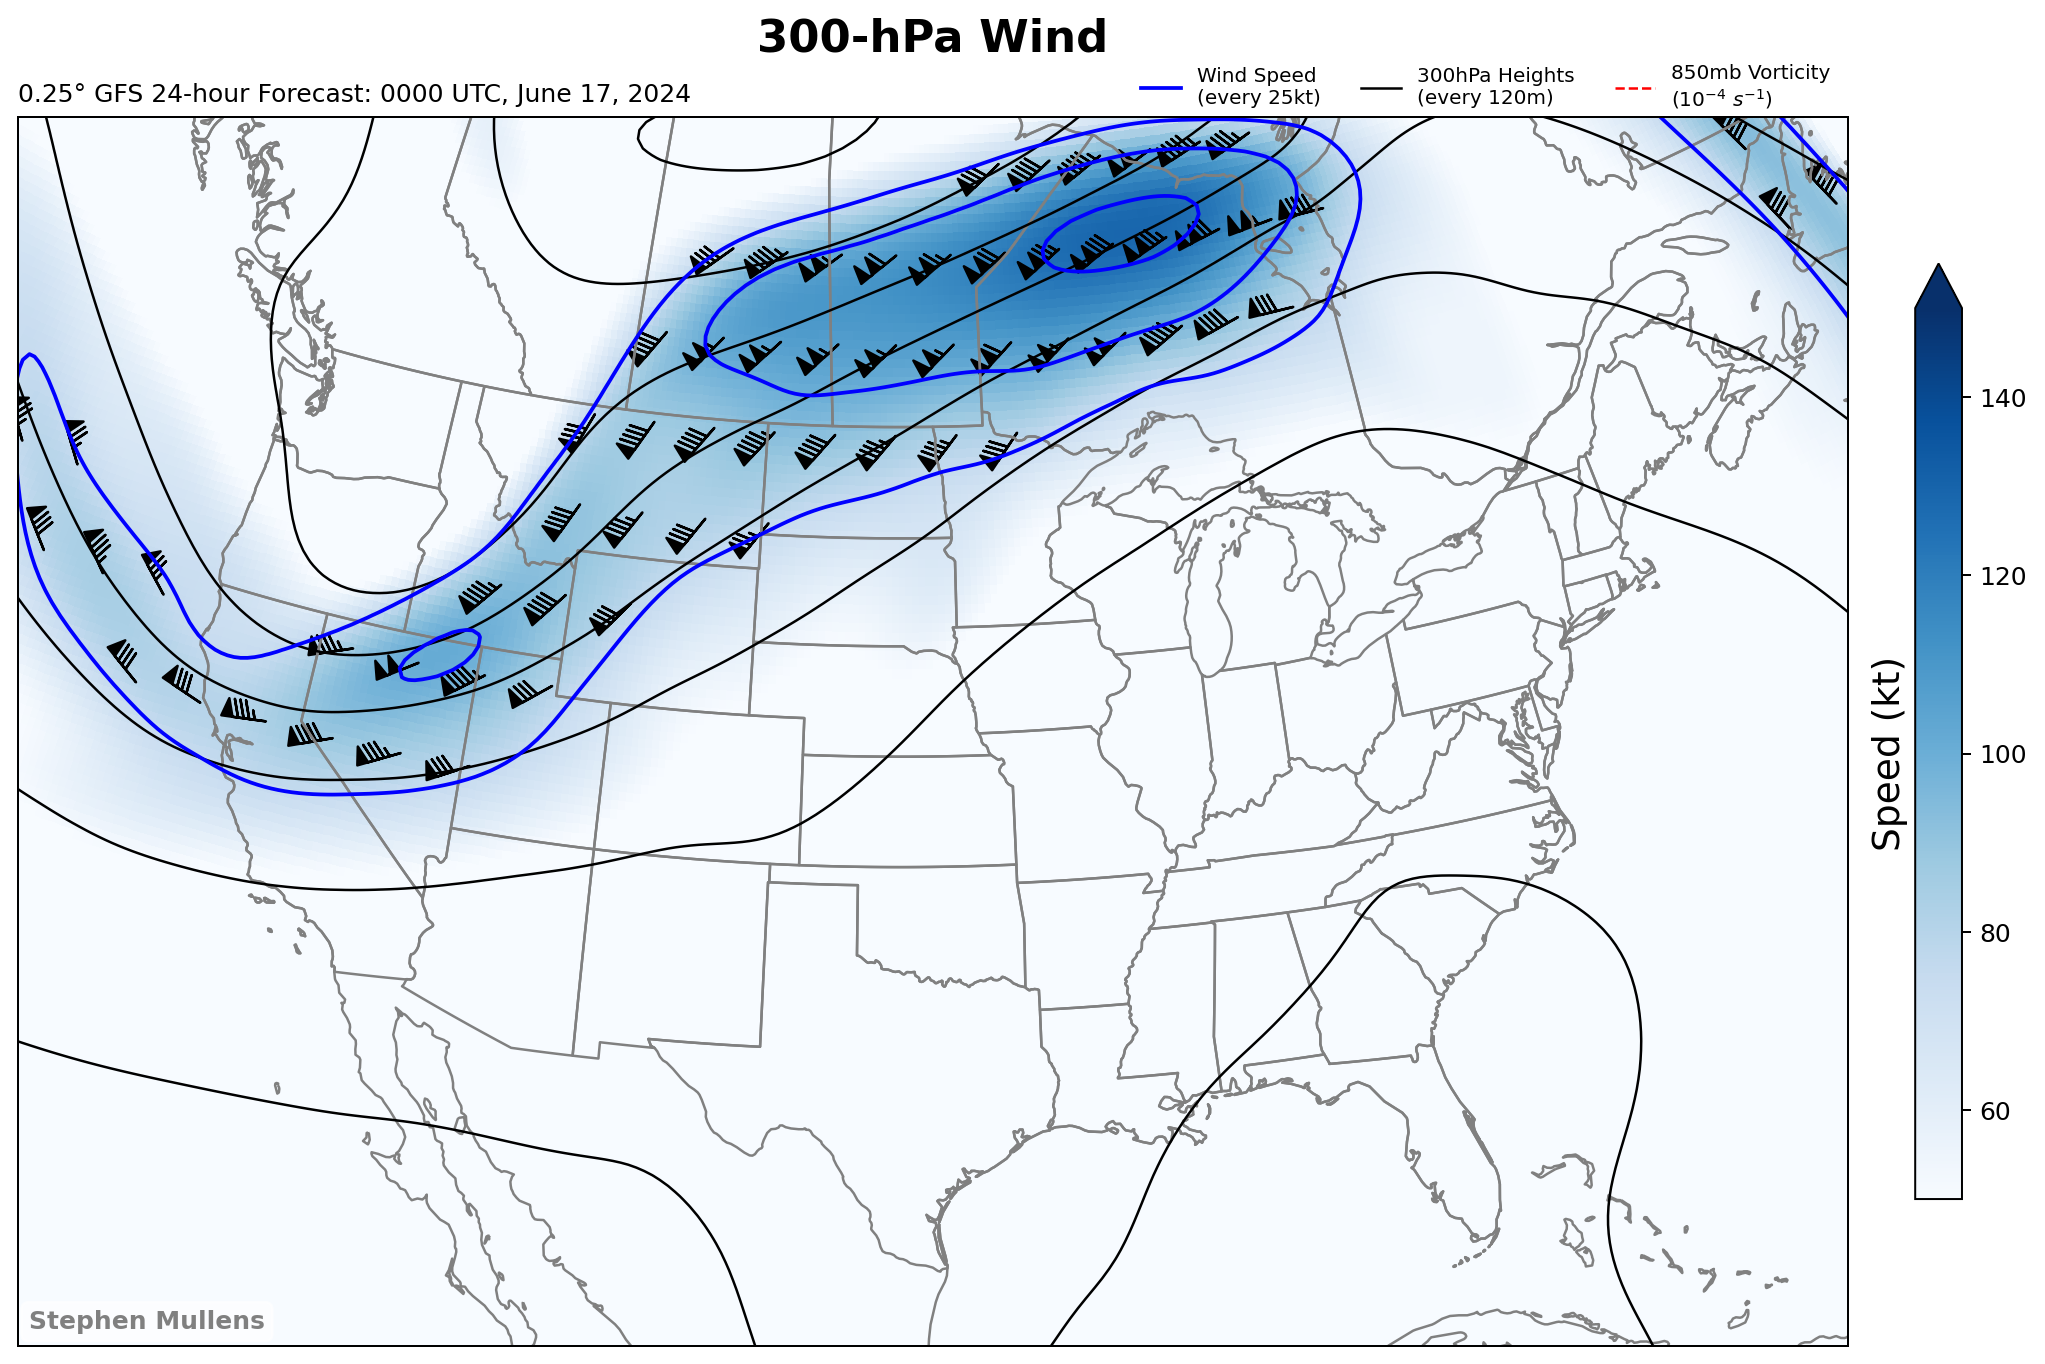 300-hPa Wind
0.25° GFS 24-hour Forecast: 0000 UTC, June 17, 2024
Wind Speed
(every 25kt)
300hPa Heights
(every 120m)
850mb Vorticity
(10⁻⁴ s⁻¹)
140
120
100
80
60
Speed (kt)
Stephen Mullens